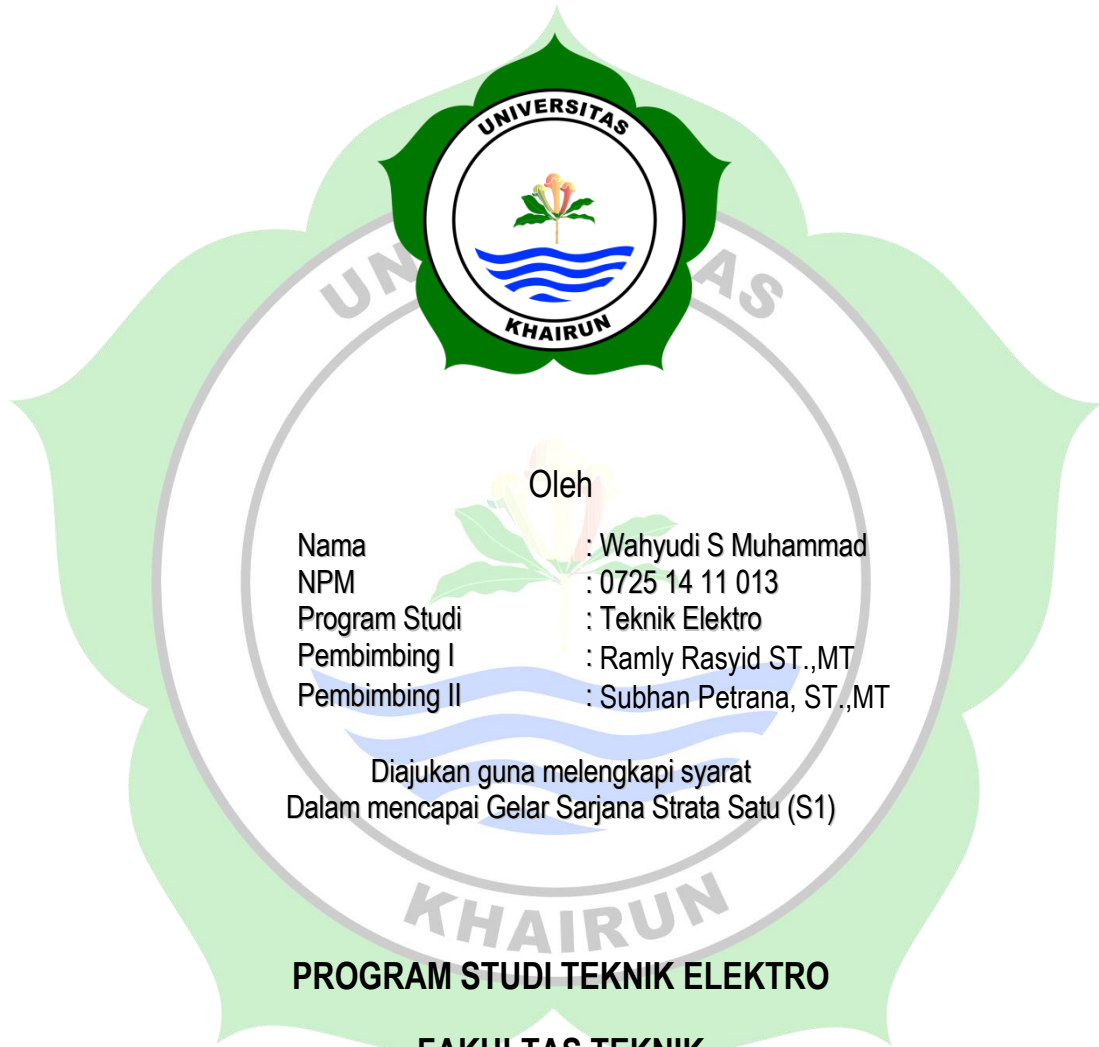 UNIVERSITAS
KHAIRUN
Oleh
Nama : Wahyudi S Muhammad
NPM : 0725 14 11 013
Program Studi : Teknik Elektro
Pembimbing I : Ramly Rasyid ST.,MT
Pembimbing II : Subhan Petrana, ST.,MT
Diajukan guna melengkapi syarat
Dalam mencapai Gelar Sarjana Strata Satu (S1)
KHAIRUN
PROGRAM STUDI TEKNIK ELEKTRO
FAKULTAS TEKNIK